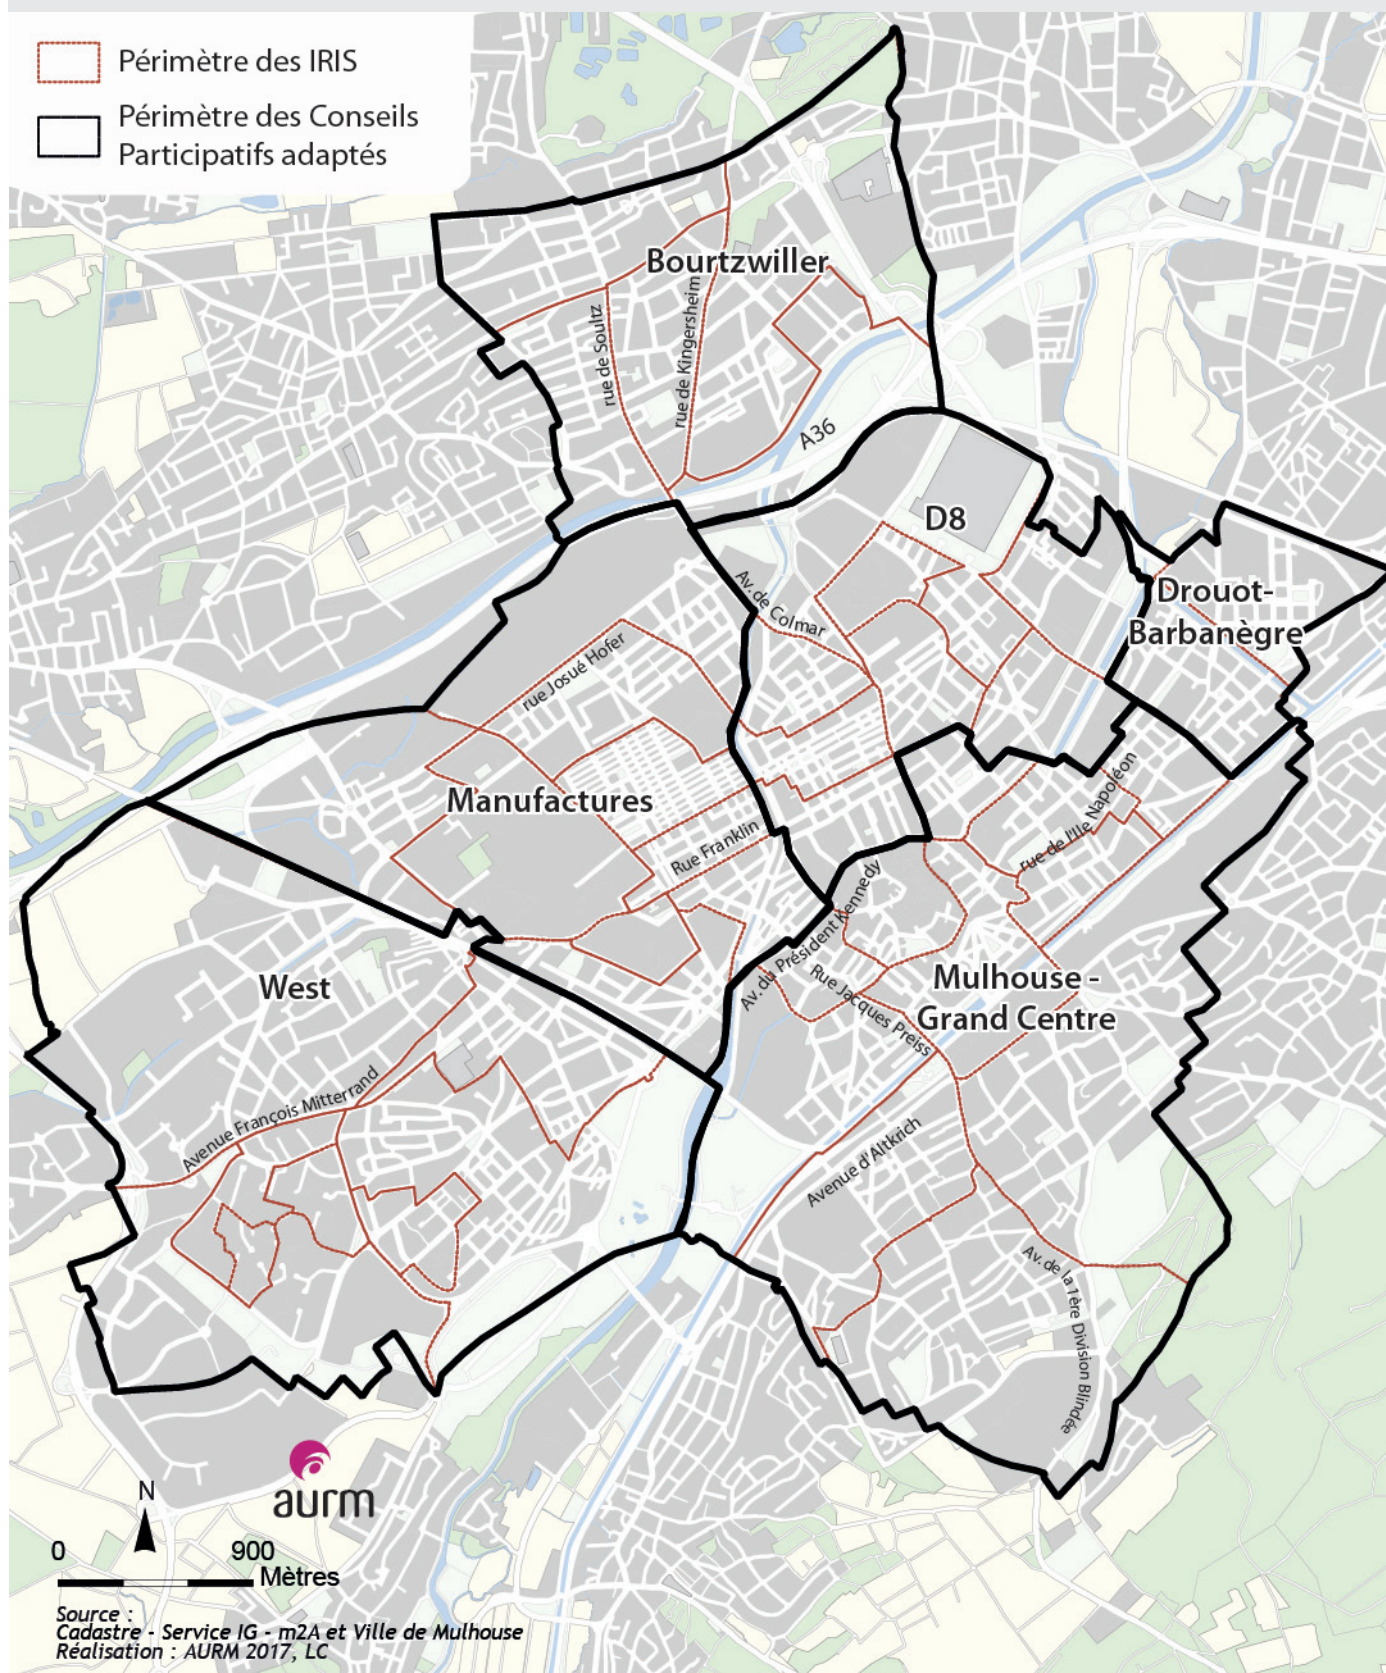 Périmètre des IRIS
Périmètre des Conseils
Participatifs adaptés
Bourtzwiller
rue de Soultz
rue de Kingersheim
A36
D8
Av. de Colmar
Drouot-
Barbanègre
rue Josué Hofer
Manufactures
rue de l'Ile Napoléon
Rue Franklin
Av. du Président Kennedy
West
Mulhouse -
Grand Centre
Rue Jacques Preiss
Avenue François Mitterrand
Avenue d'Altkrich
Av. de la 1ère Division Blindée
aurm
N
0 900
Mètres
Source :
Cadastre - Service IG - m2A et Ville de Mulhouse
Réalisation : AURM 2017, LC